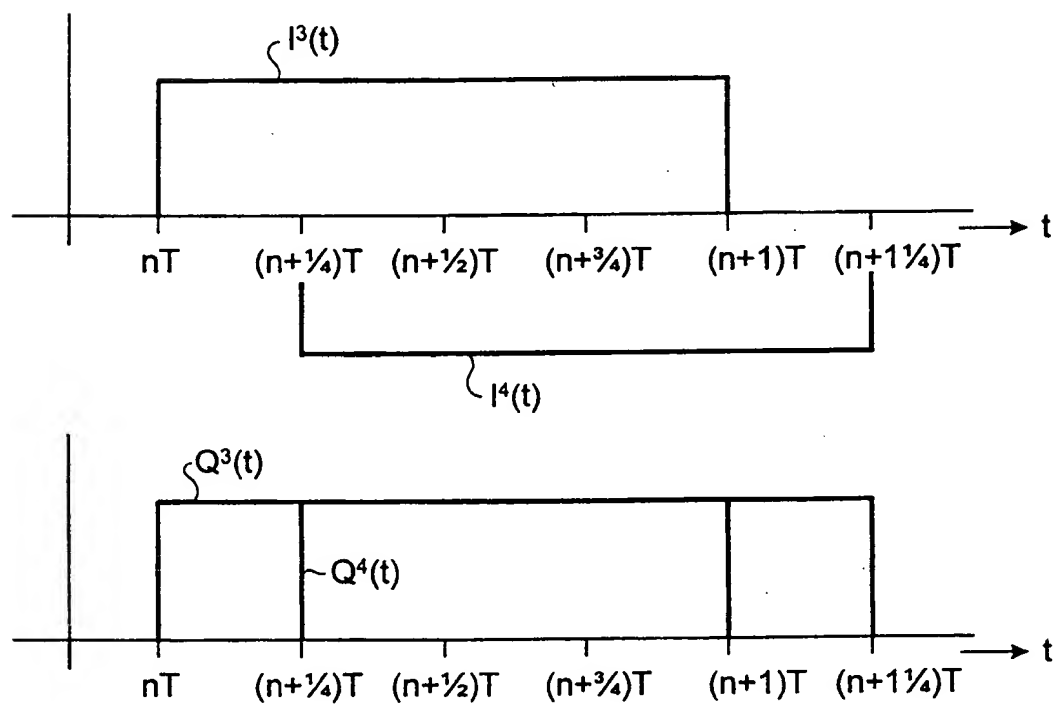 I³(t)
t
nT (n+¼)T (n+½)T (n+¾)T (n+1)T (n+1¼)T
I⁴(t)
Q³(t)
Q⁴(t)
t
nT (n+¼)T (n+½)T (n+¾)T (n+1)T (n+1¼)T